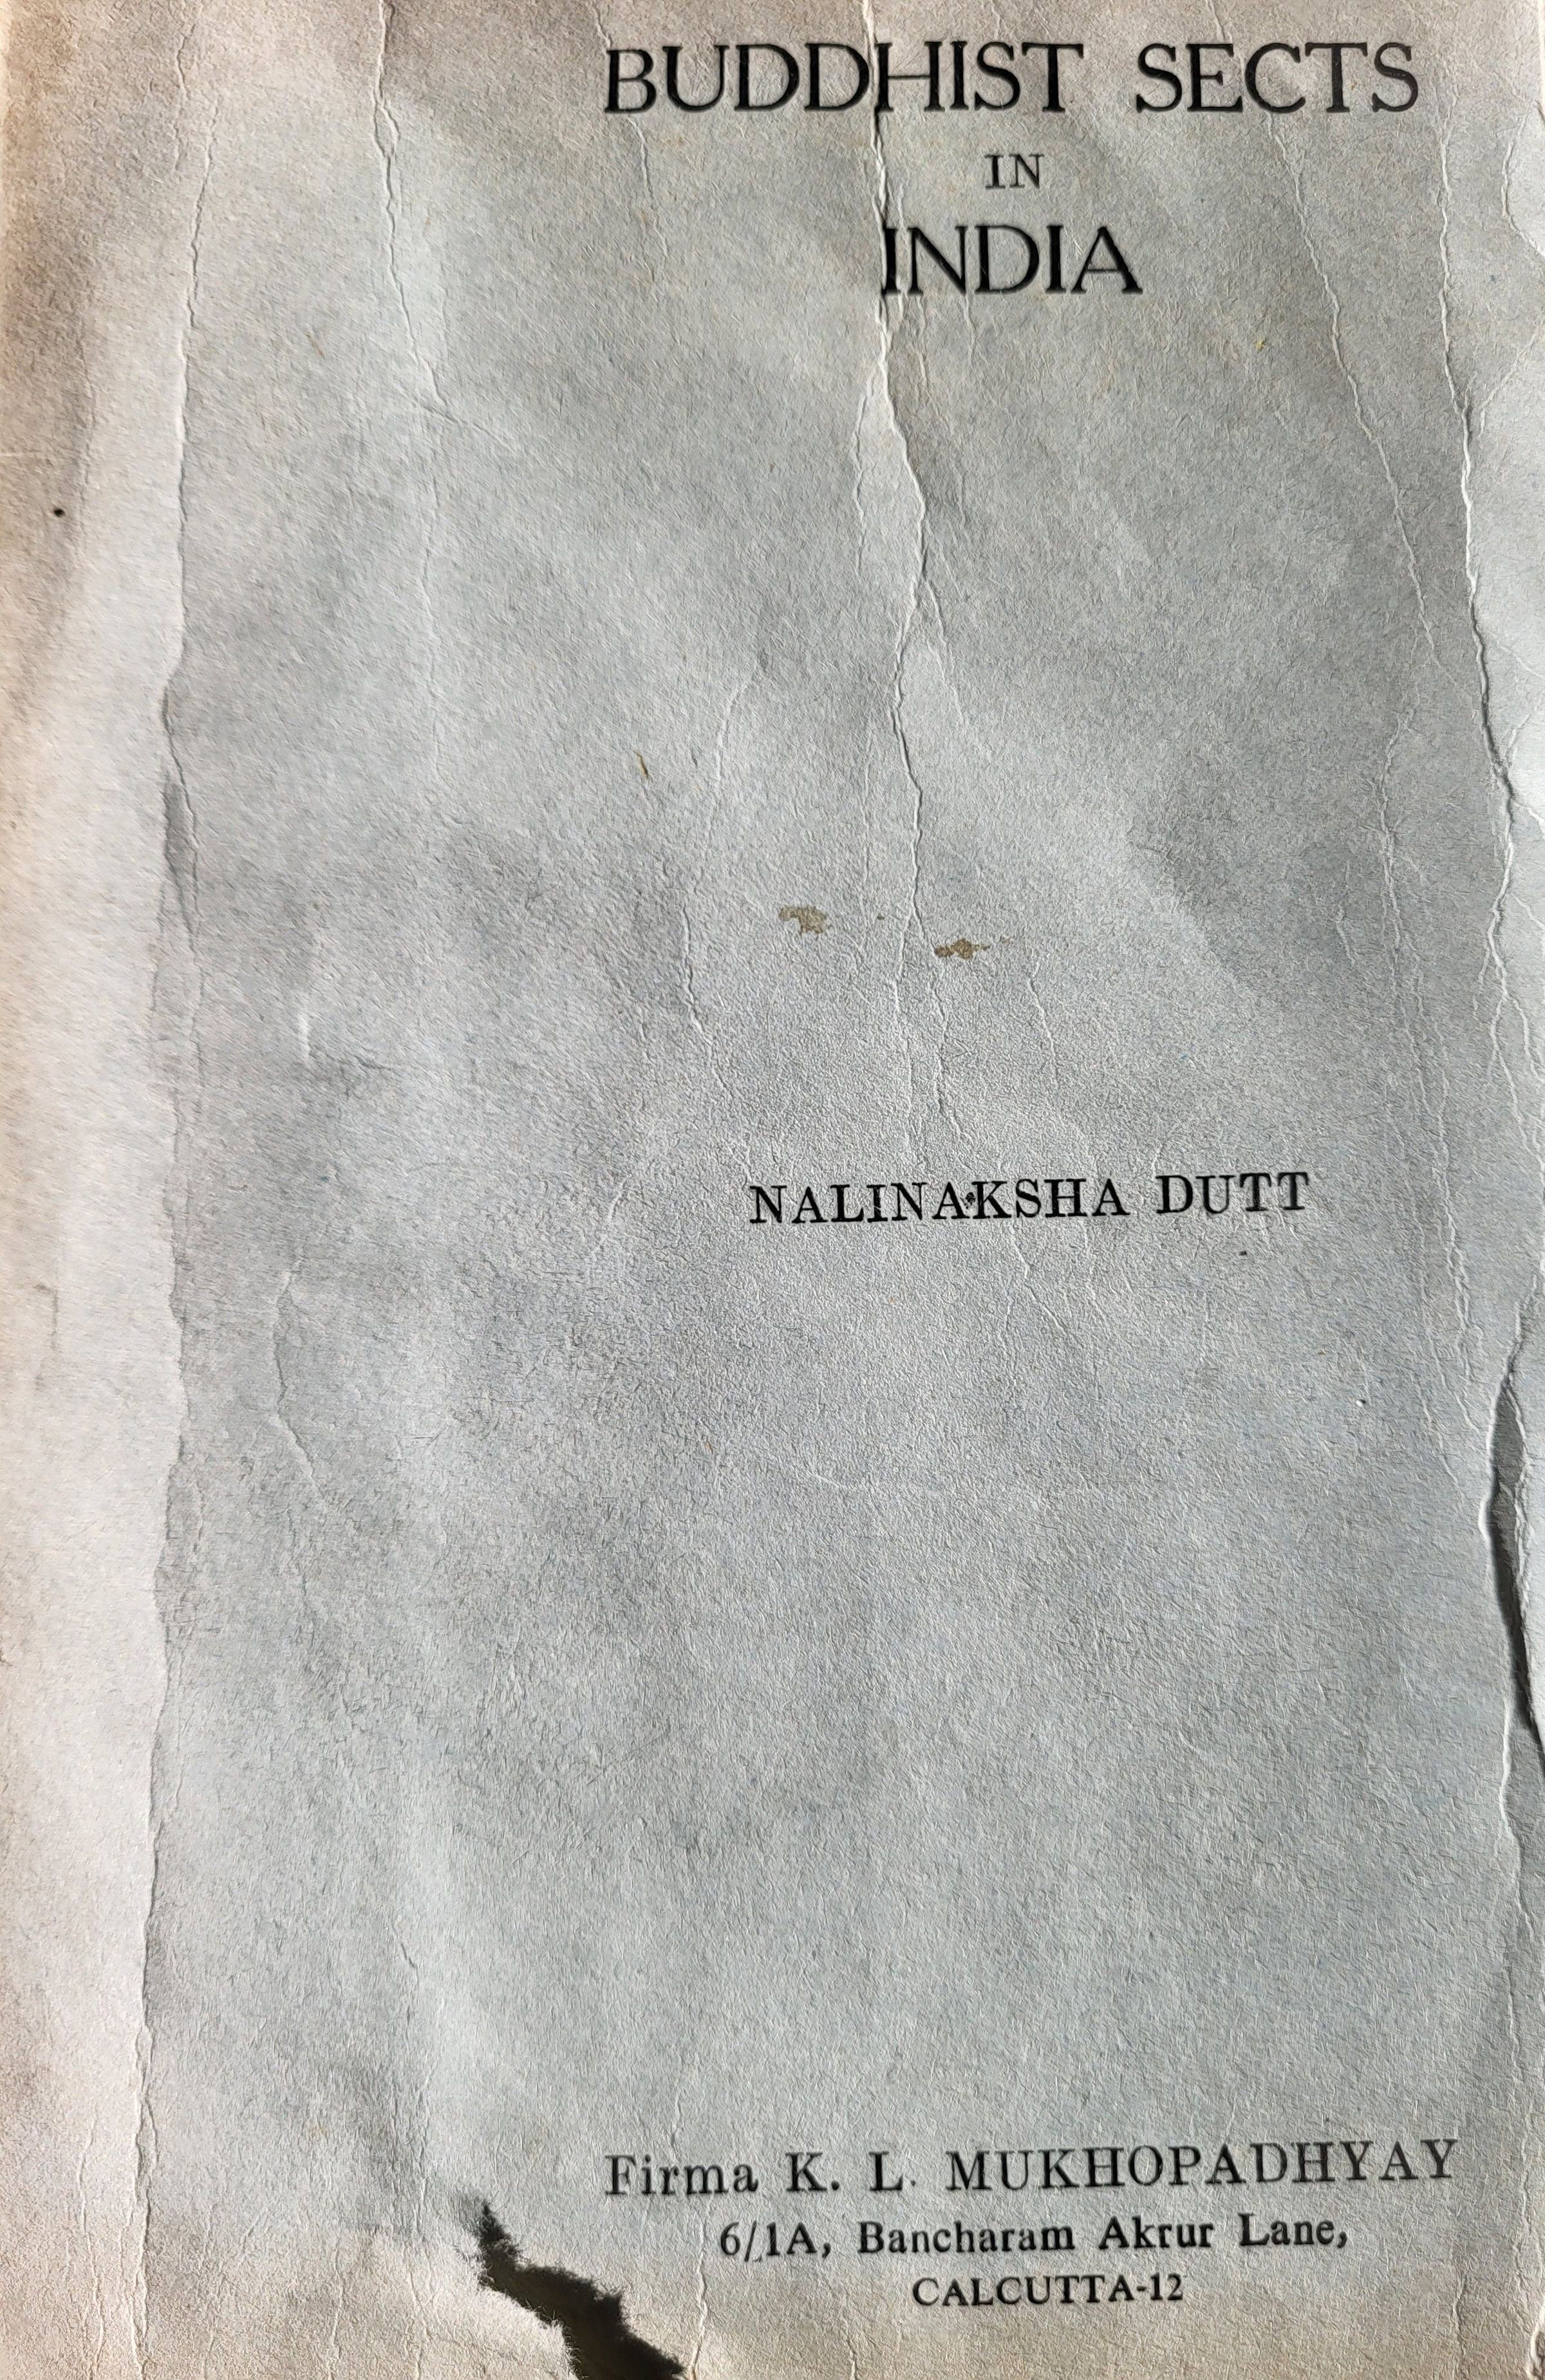 BUDDHIST SECTS
IN
INDIA
NALINAKSHA DUTT
Firma K. L. MUKHOPADHYAY
6/1A, Bancharam Akrur Lane,
CALCUTTA-12